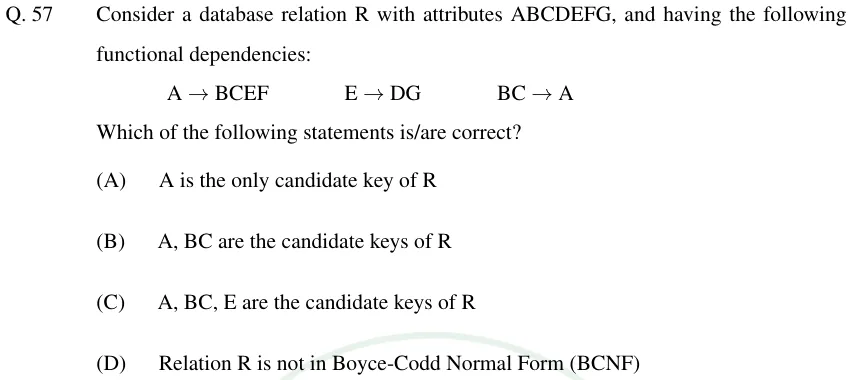 Q. 57 Consider a database relation R with attributes ABCDEFG, and having the following
functional dependencies:
A → BCEF E → DG BC → A
Which of the following statements is/are correct?
(A) A is the only candidate key of R
(B) A, BC are the candidate keys of R
(C) A, BC, E are the candidate keys of R
(D) Relation R is not in Boyce-Codd Normal Form (BCNF)